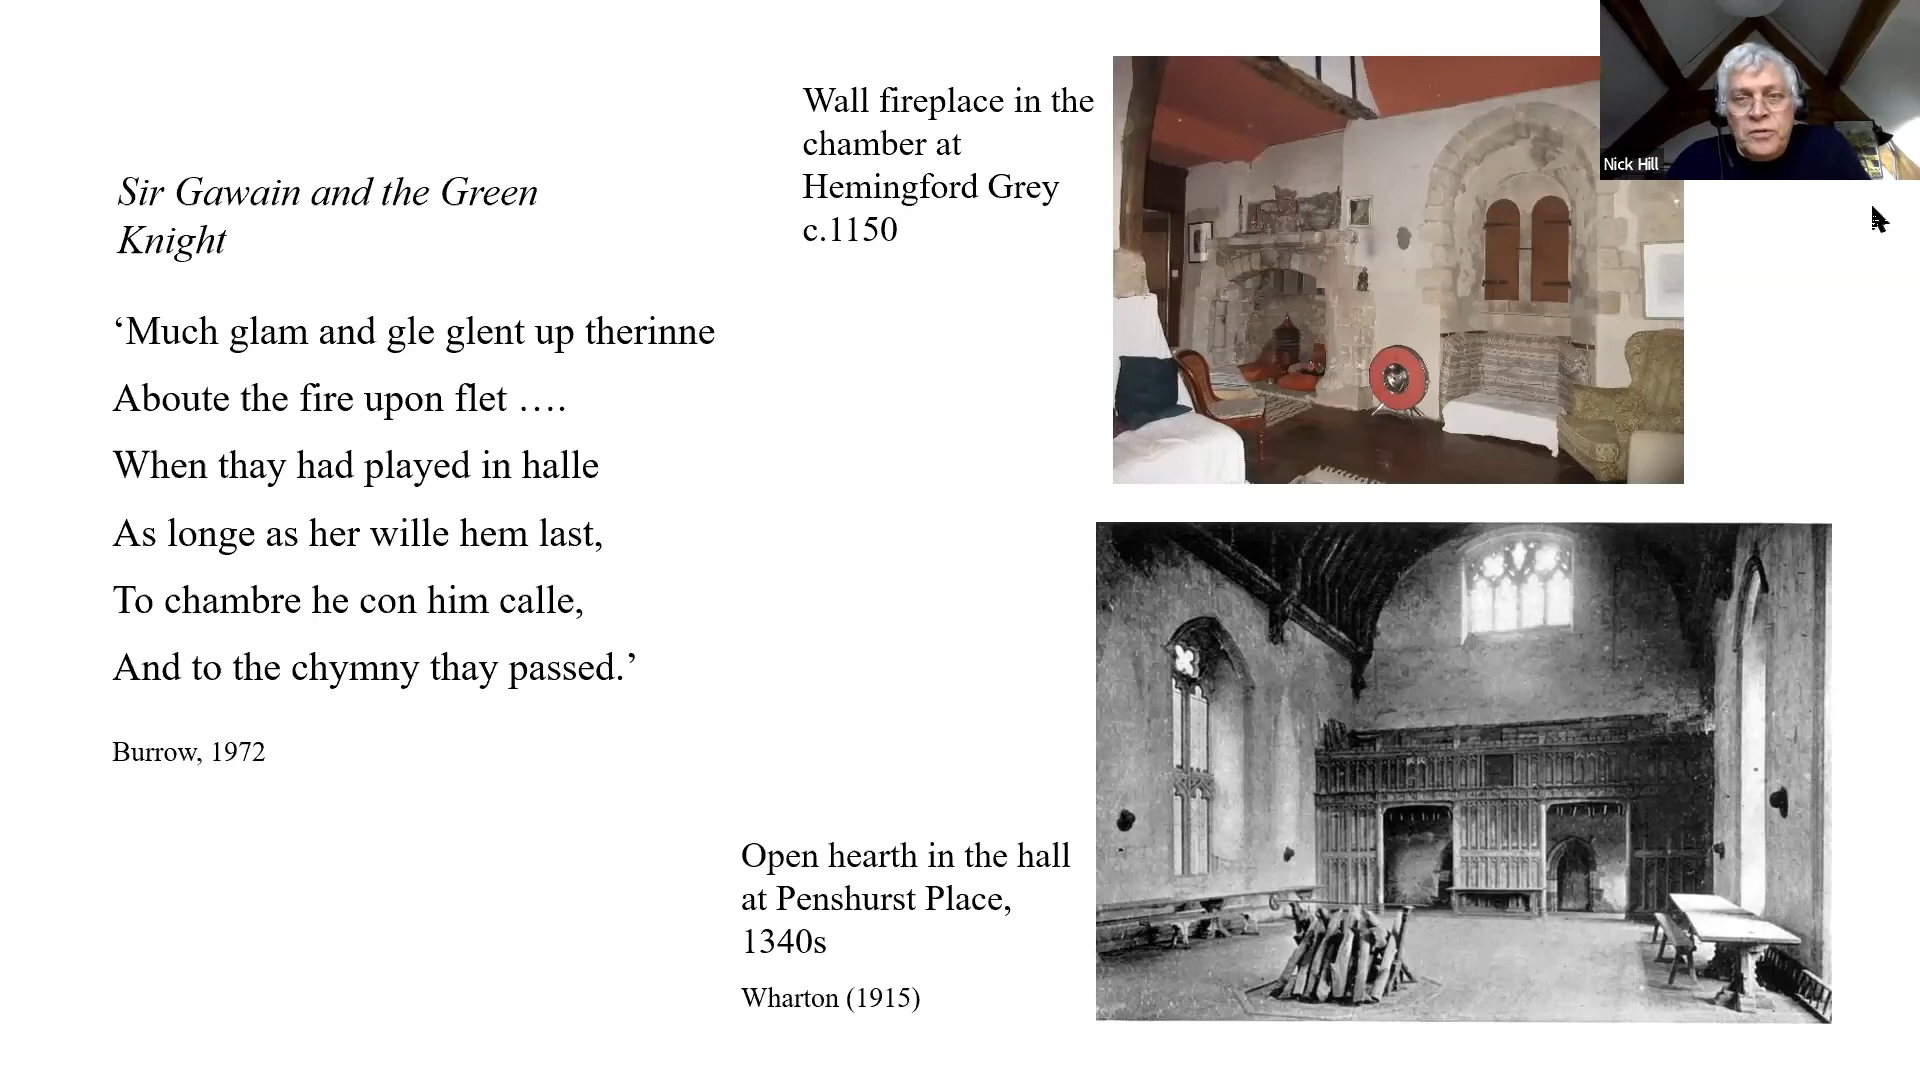 Sir Gawain and the Green
Knight
‘Much glam and gle glent up therinne
Aboute the fire upon flet ….
When thay had played in halle
As longe as her wille hem last,
To chambre he con him calle,
And to the chymny thay passed.’
Burrow, 1972
Wall fireplace in the
chamber at
Hemingford Grey
c.1150
Nick Hill
Open hearth in the hall
at Penshurst Place,
1340s
Wharton (1915)